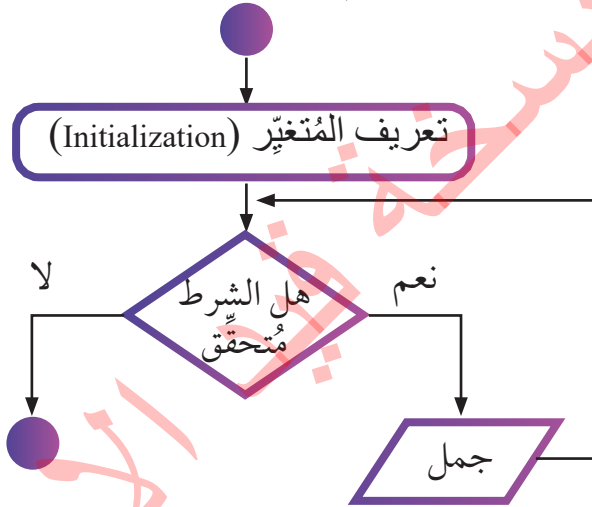 تعريف المُتغيِّر (Initialization)
هل الشرط
مُتحقِّق
نعم
لا
جمل